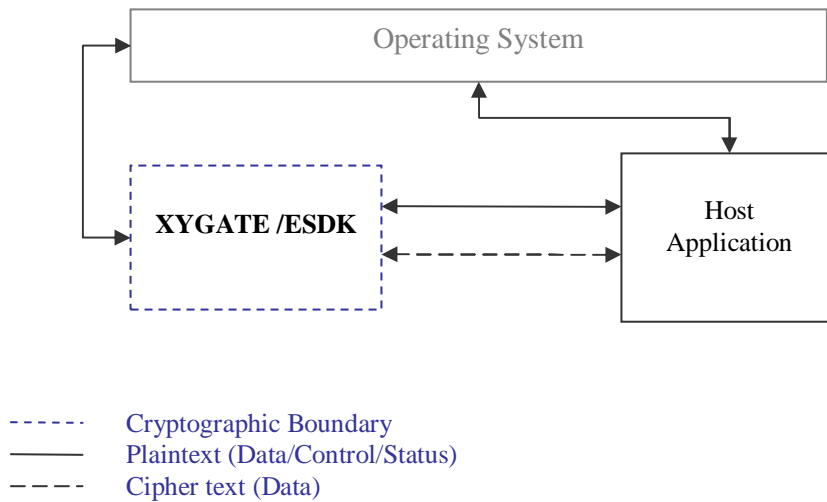 Operating System
XYGATE /ESDK
Host
Application
Cryptographic Boundary
Plaintext (Data/Control/Status)
Cipher text (Data)